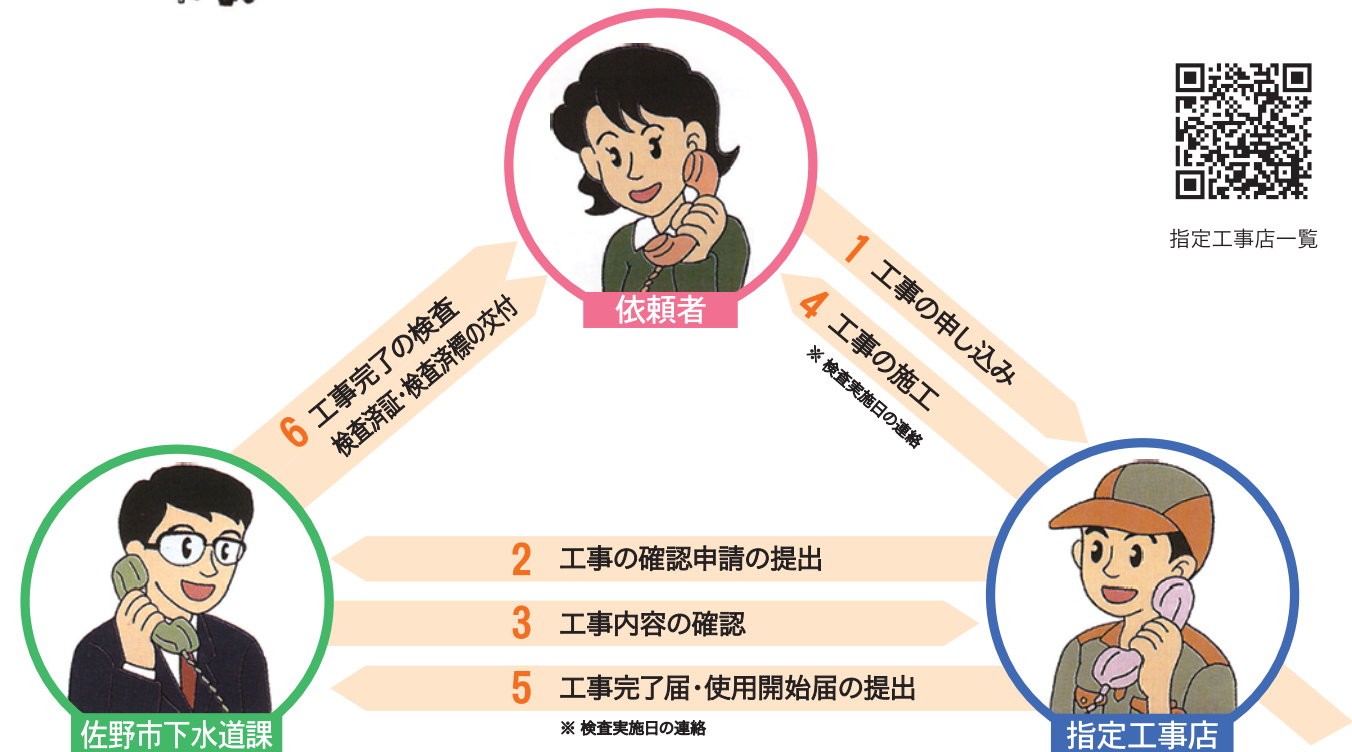 指定工事店一覧
依頼者
1 工事の申し込み
4 工事の施工
※ 検査実施日の連絡
6 工事完了の検査
検査済証・検査済標の交付
2 工事の確認申請の提出
3 工事内容の確認
5 工事完了届・使用開始届の提出
※ 検査実施日の連絡
佐野市下水道課
指定工事店